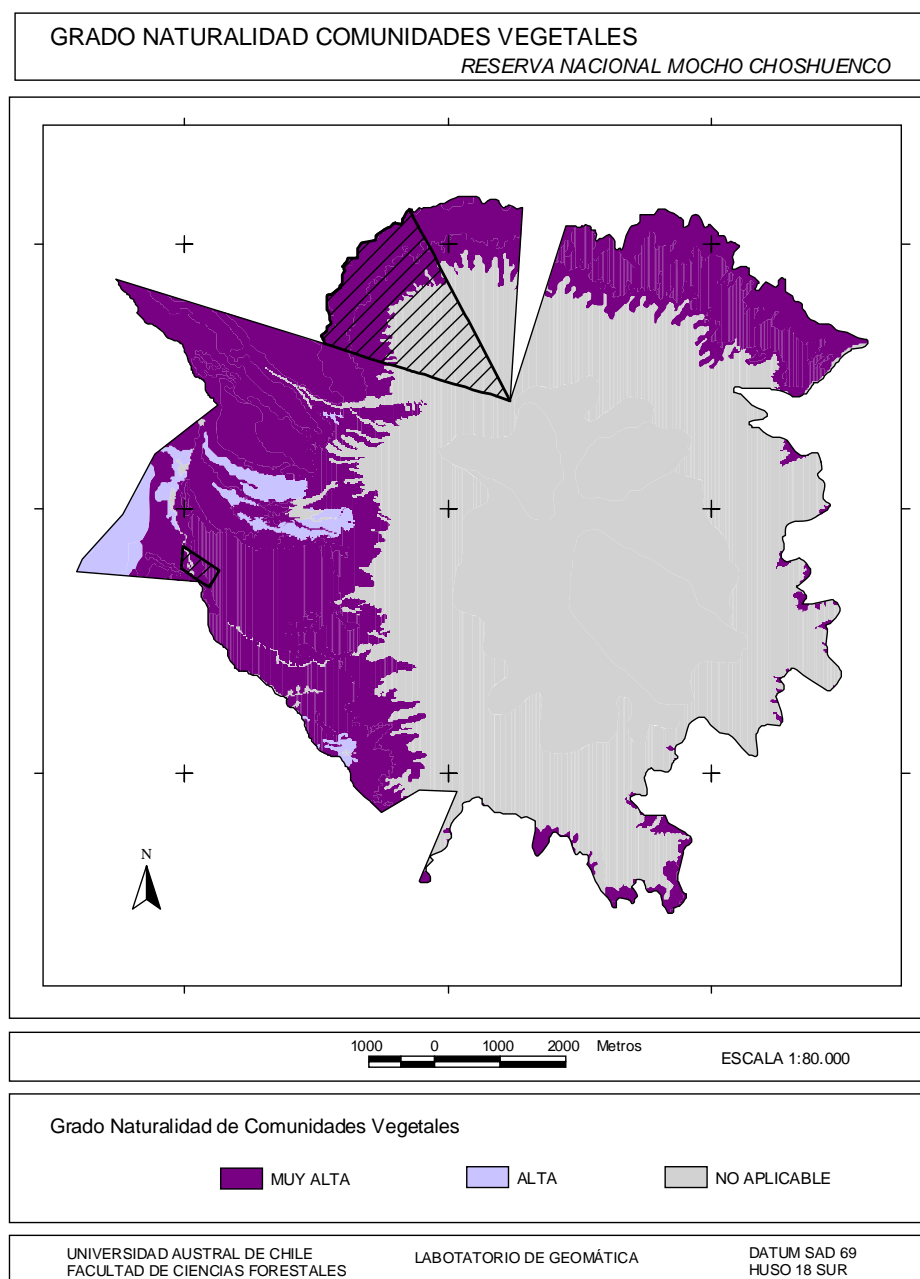 GRADO NATURALIDAD COMUNIDADES VEGETALES
RESERVA NACIONAL MOCHO CHOSHUENCO
N
1000 0 1000 2000 Metros
ESCALA 1:80.000
Grado Naturalidad de Comunidades Vegetales
MUY ALTA
ALTA
NO APLICABLE
UNIVERSIDAD AUSTRAL DE CHILE
FACULTAD DE CIENCIAS FORESTALES
LABOTATORIO DE GEOMÁTICA
DATUM SAD 69
HUSO 18 SUR